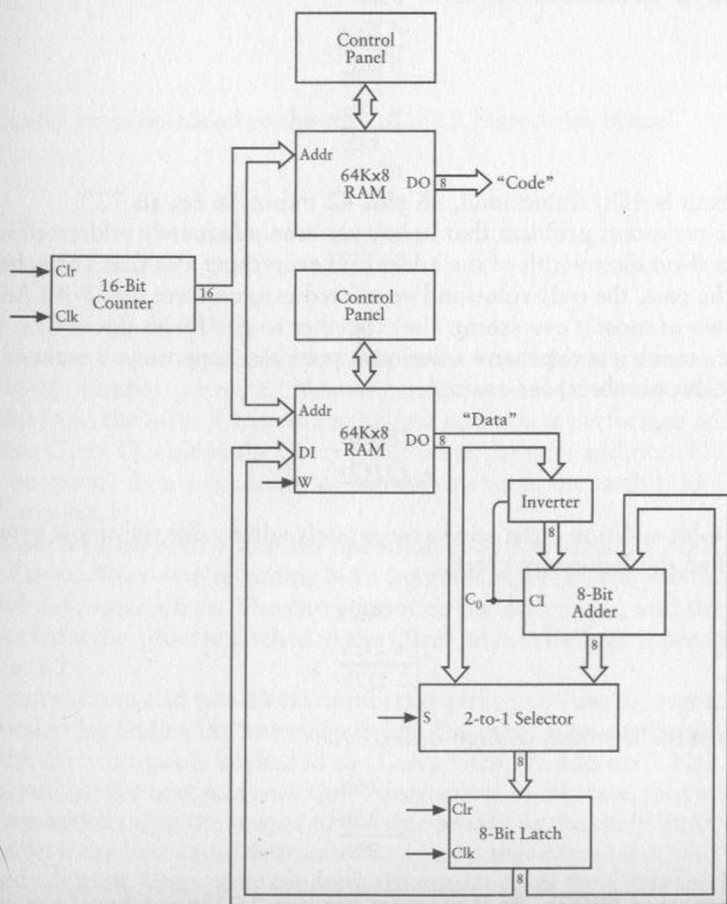 Control
Panel
Addr
64Kx8
RAM
DO
8
“Code”
Clr
16-Bit
Counter
Clk
16
Control
Panel
Addr
DI
W
64Kx8
RAM
DO
8
“Data”
Inverter
8
C₀
CI
8-Bit
Adder
8
S
2-to-1 Selector
8
Clr
8-Bit Latch
Clk
8